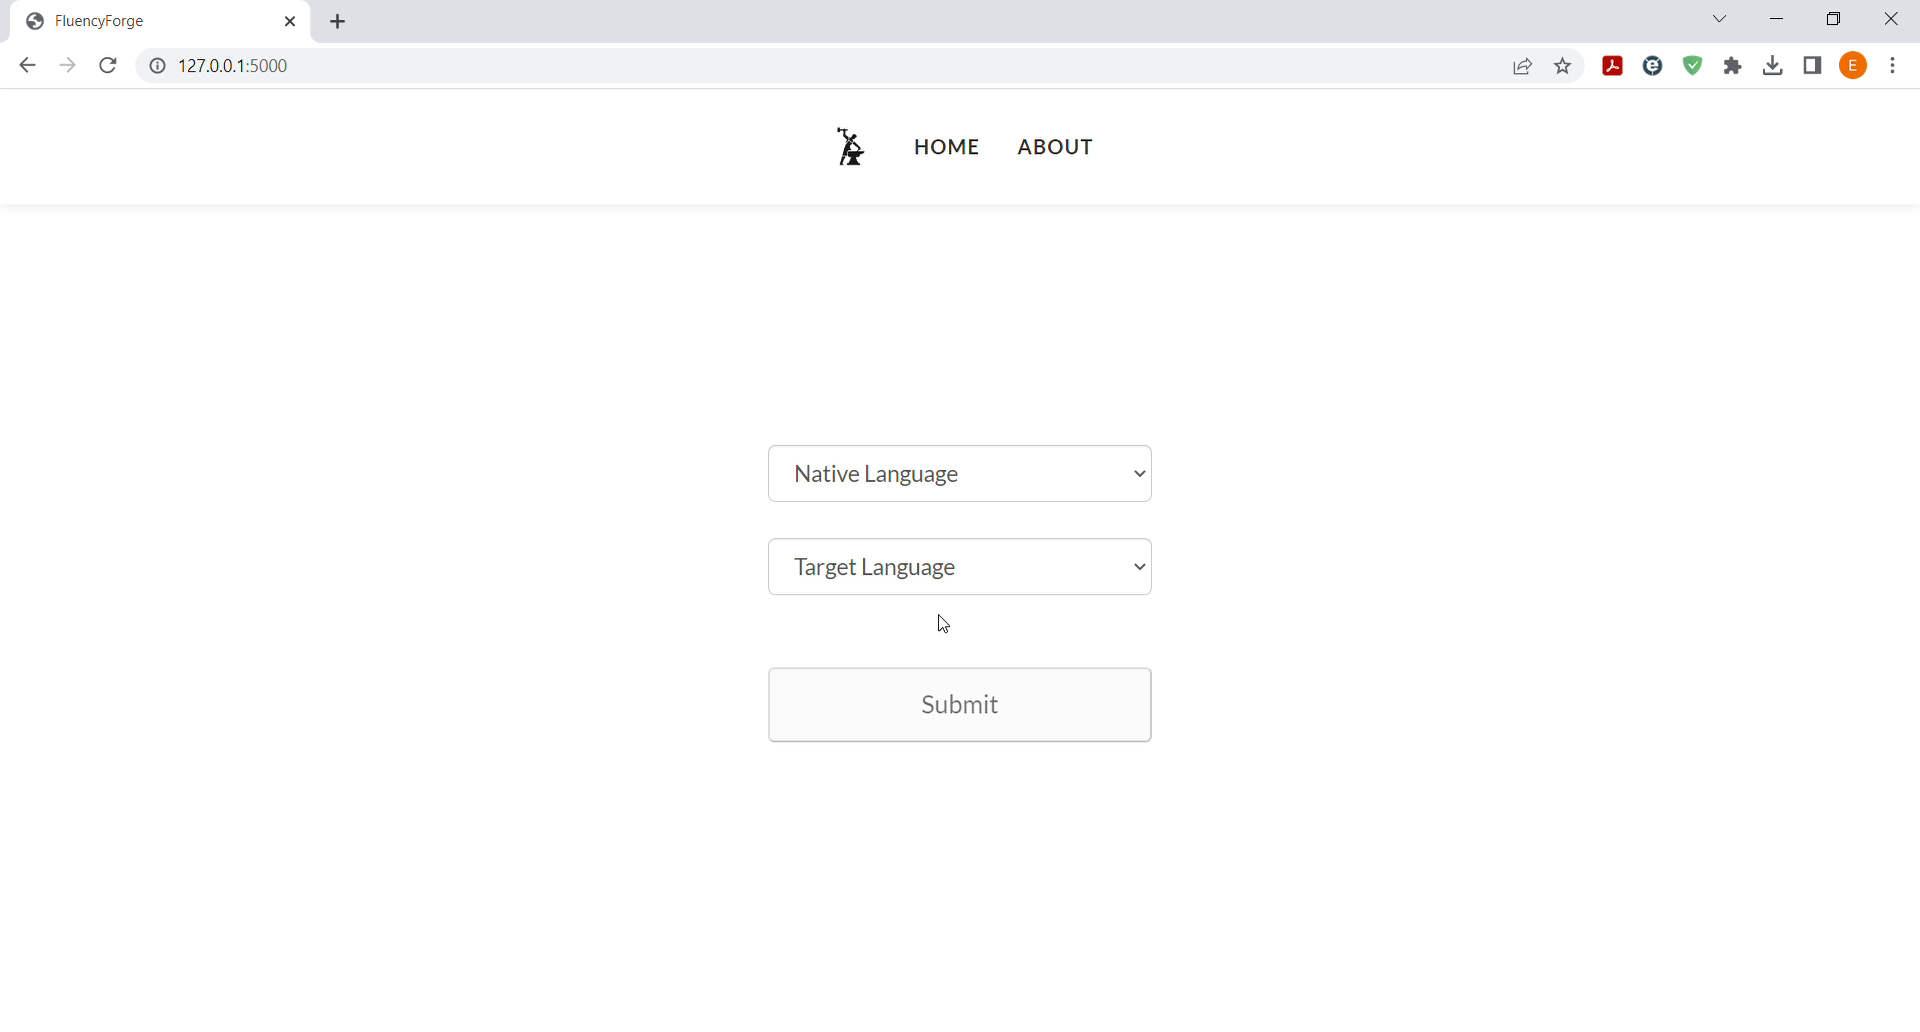 FluencyForge
127.0.0.1:5000
E
HOME ABOUT
Native Language
Target Language
Submit